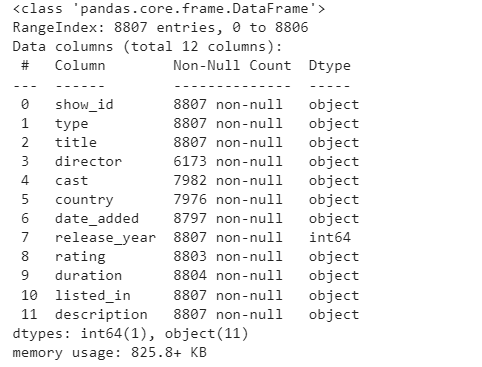 <class 'pandas.core.frame.DataFrame'>
RangeIndex: 8807 entries, 0 to 8806
Data columns (total 12 columns):
 #   Column        Non-Null Count  Dtype
---  ------        --------------  -----
 0   show_id       8807 non-null   object
 1   type          8807 non-null   object
 2   title         8807 non-null   object
 3   director      6173 non-null   object
 4   cast          7982 non-null   object
 5   country       7976 non-null   object
 6   date_added    8797 non-null   object
 7   release_year  8807 non-null   int64
 8   rating        8803 non-null   object
 9   duration      8804 non-null   object
 10  listed_in     8807 non-null   object
 11  description   8807 non-null   object
dtypes: int64(1), object(11)
memory usage: 825.8+ KB